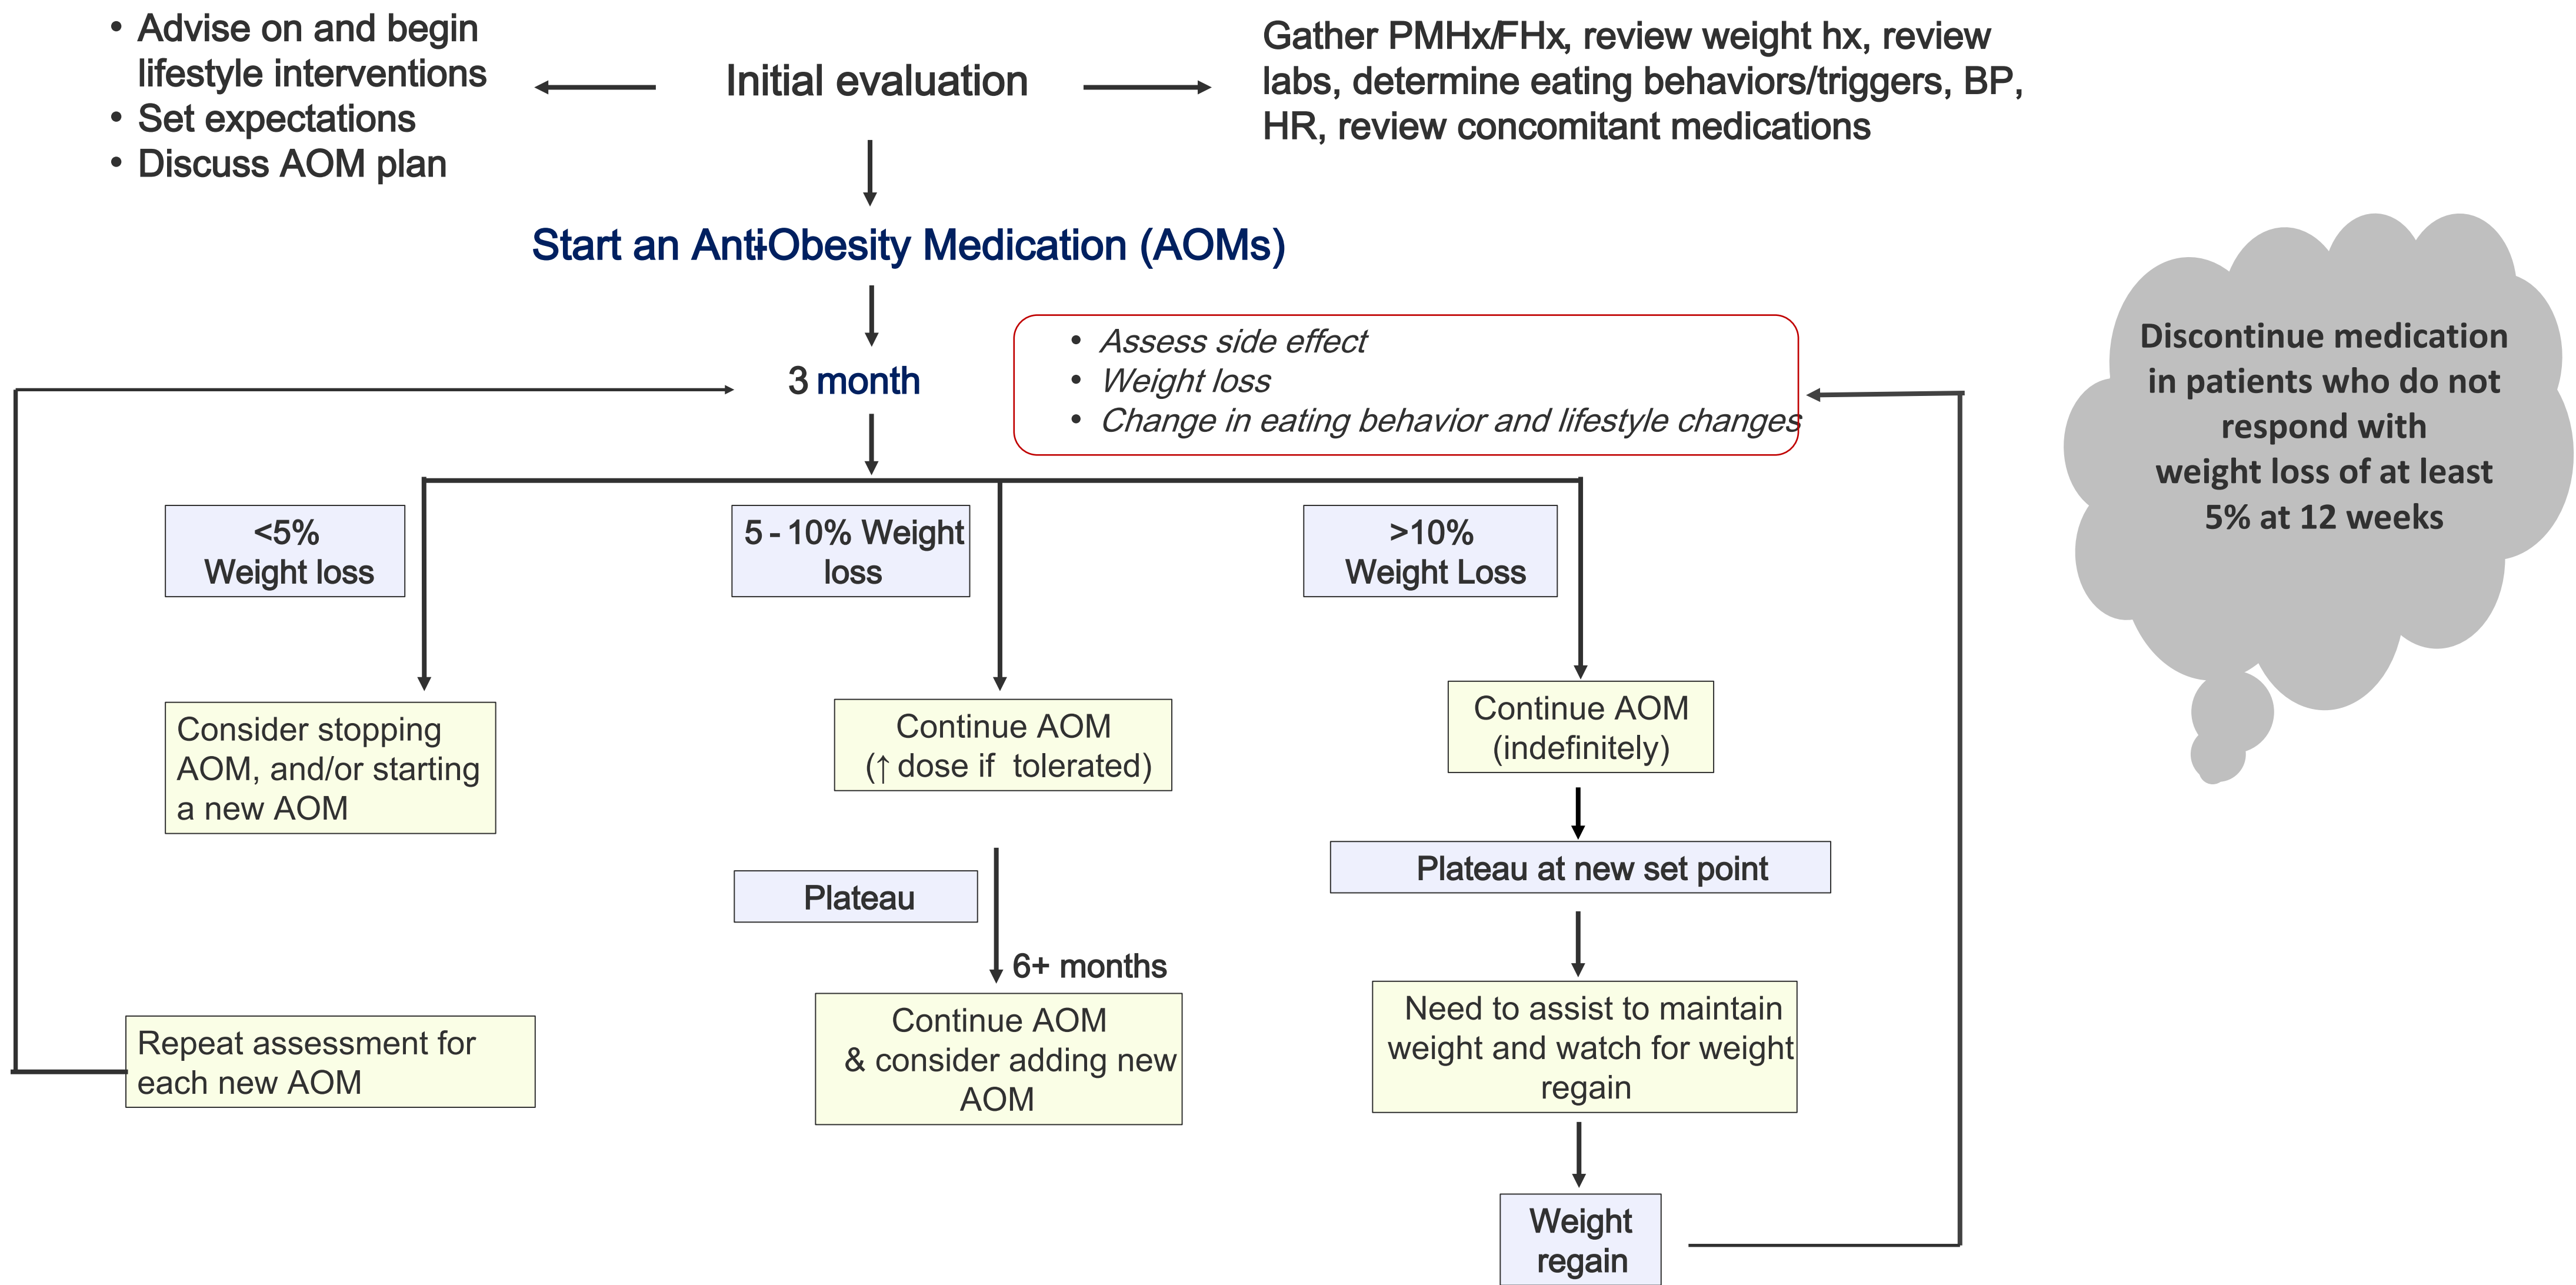 • Advise on and begin
lifestyle interventions
• Set expectations
• Discuss AOM plan
Initial evaluation
Gather PMHx/FHx, review weight hx, review
labs, determine eating behaviors/triggers, BP,
HR, review concomitant medications
Start an Anti-Obesity Medication (AOMs)
3 month
• Assess side effect
• Weight loss
• Change in eating behavior and lifestyle changes
Discontinue medication
in patients who do not
respond with
weight loss of at least
5% at 12 weeks
<5%
Weight loss
5 - 10% Weight
loss
>10%
Weight Loss
Consider stopping
AOM, and/or starting
a new AOM
Continue AOM
(↑ dose if tolerated)
Continue AOM
(indefinitely)
Plateau
Plateau at new set point
6+ months
Repeat assessment for
each new AOM
Continue AOM
& consider adding new
AOM
Need to assist to maintain
weight and watch for weight
regain
Weight
regain